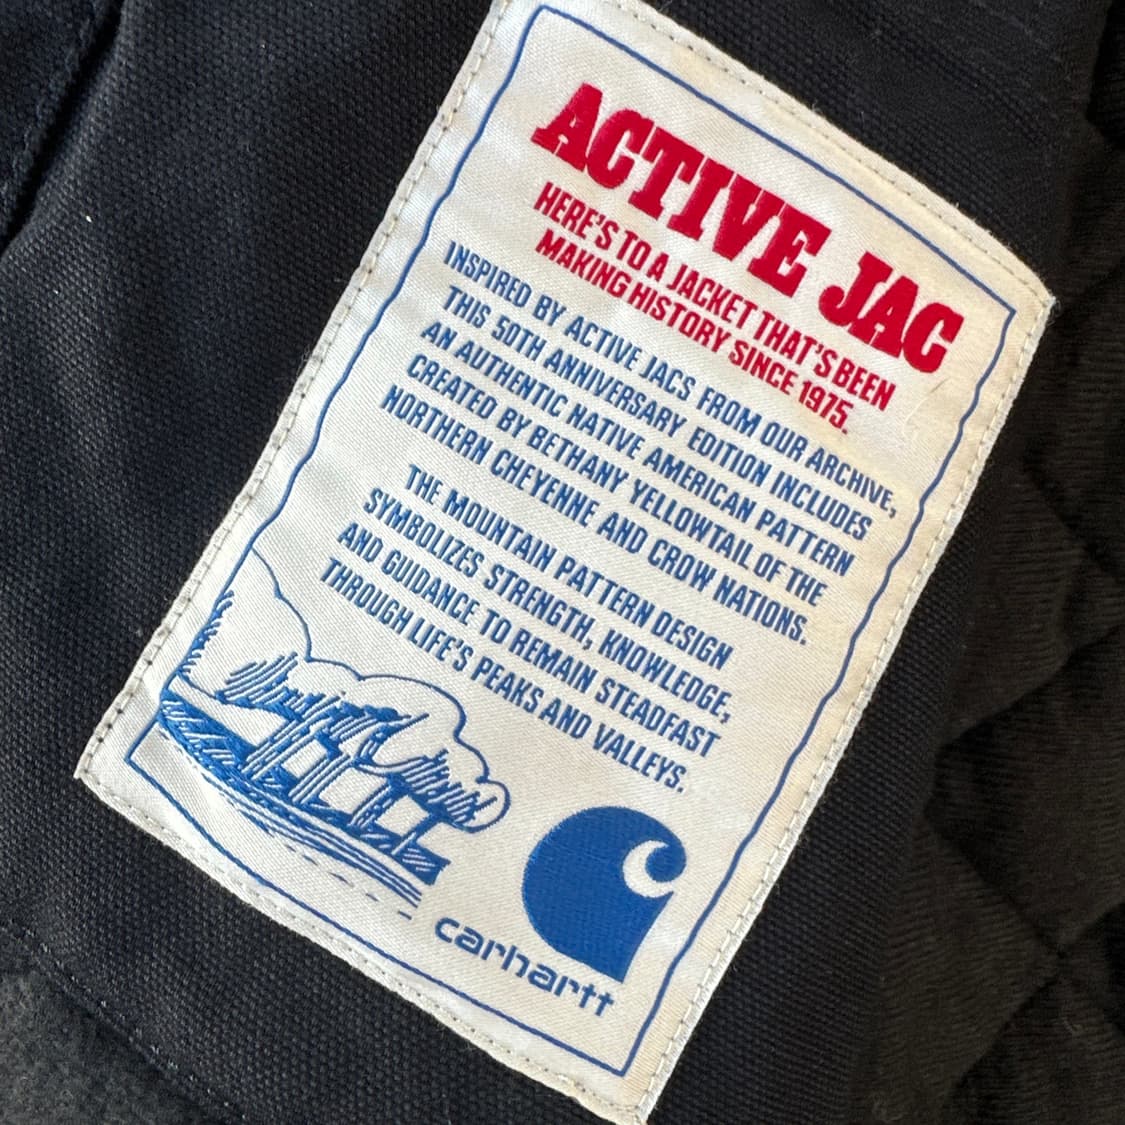 ACTIVE JAC
HERE'S TO A JACKET THAT'S BEEN
MAKING HISTORY SINCE 1975.
INSPIRED BY ACTIVE JACS FROM OUR ARCHIVE,
THIS 50TH ANNIVERSARY EDITION INCLUDES
AN AUTHENTIC NATIVE AMERICAN PATTERN
CREATED BY BETHANY YELLOWTAIL OF THE
NORTHERN CHEYENNE AND CROW NATIONS.
THE MOUNTAIN PATTERN DESIGN
SYMBOLIZES STRENGTH, KNOWLEDGE,
AND GUIDANCE TO REMAIN STEADFAST
THROUGH LIFE'S PEAKS AND VALLEYS.
carhartt